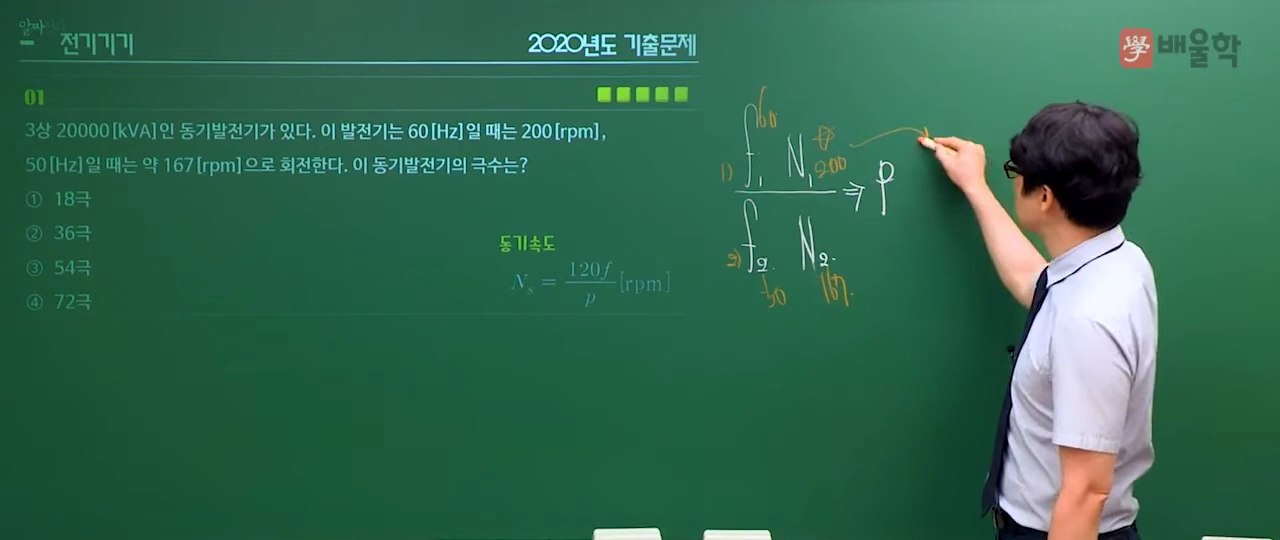 알짜
전기기기
2020년도 기출문제
學 배울학
01
3상 20000[kVA]인 동기발전기가 있다. 이 발전기는 60[Hz]일 때는 200[rpm],
50[Hz]일 때는 약 167[rpm]으로 회전한다. 이 동기발전기의 극수는?
① 18극
② 36극
③ 54극
④ 72극
동기속도
Nₛ = 120f/p [rpm]
60
1) f₁ N₁ 200
⇒ p
2) f₂ N₂
50 167